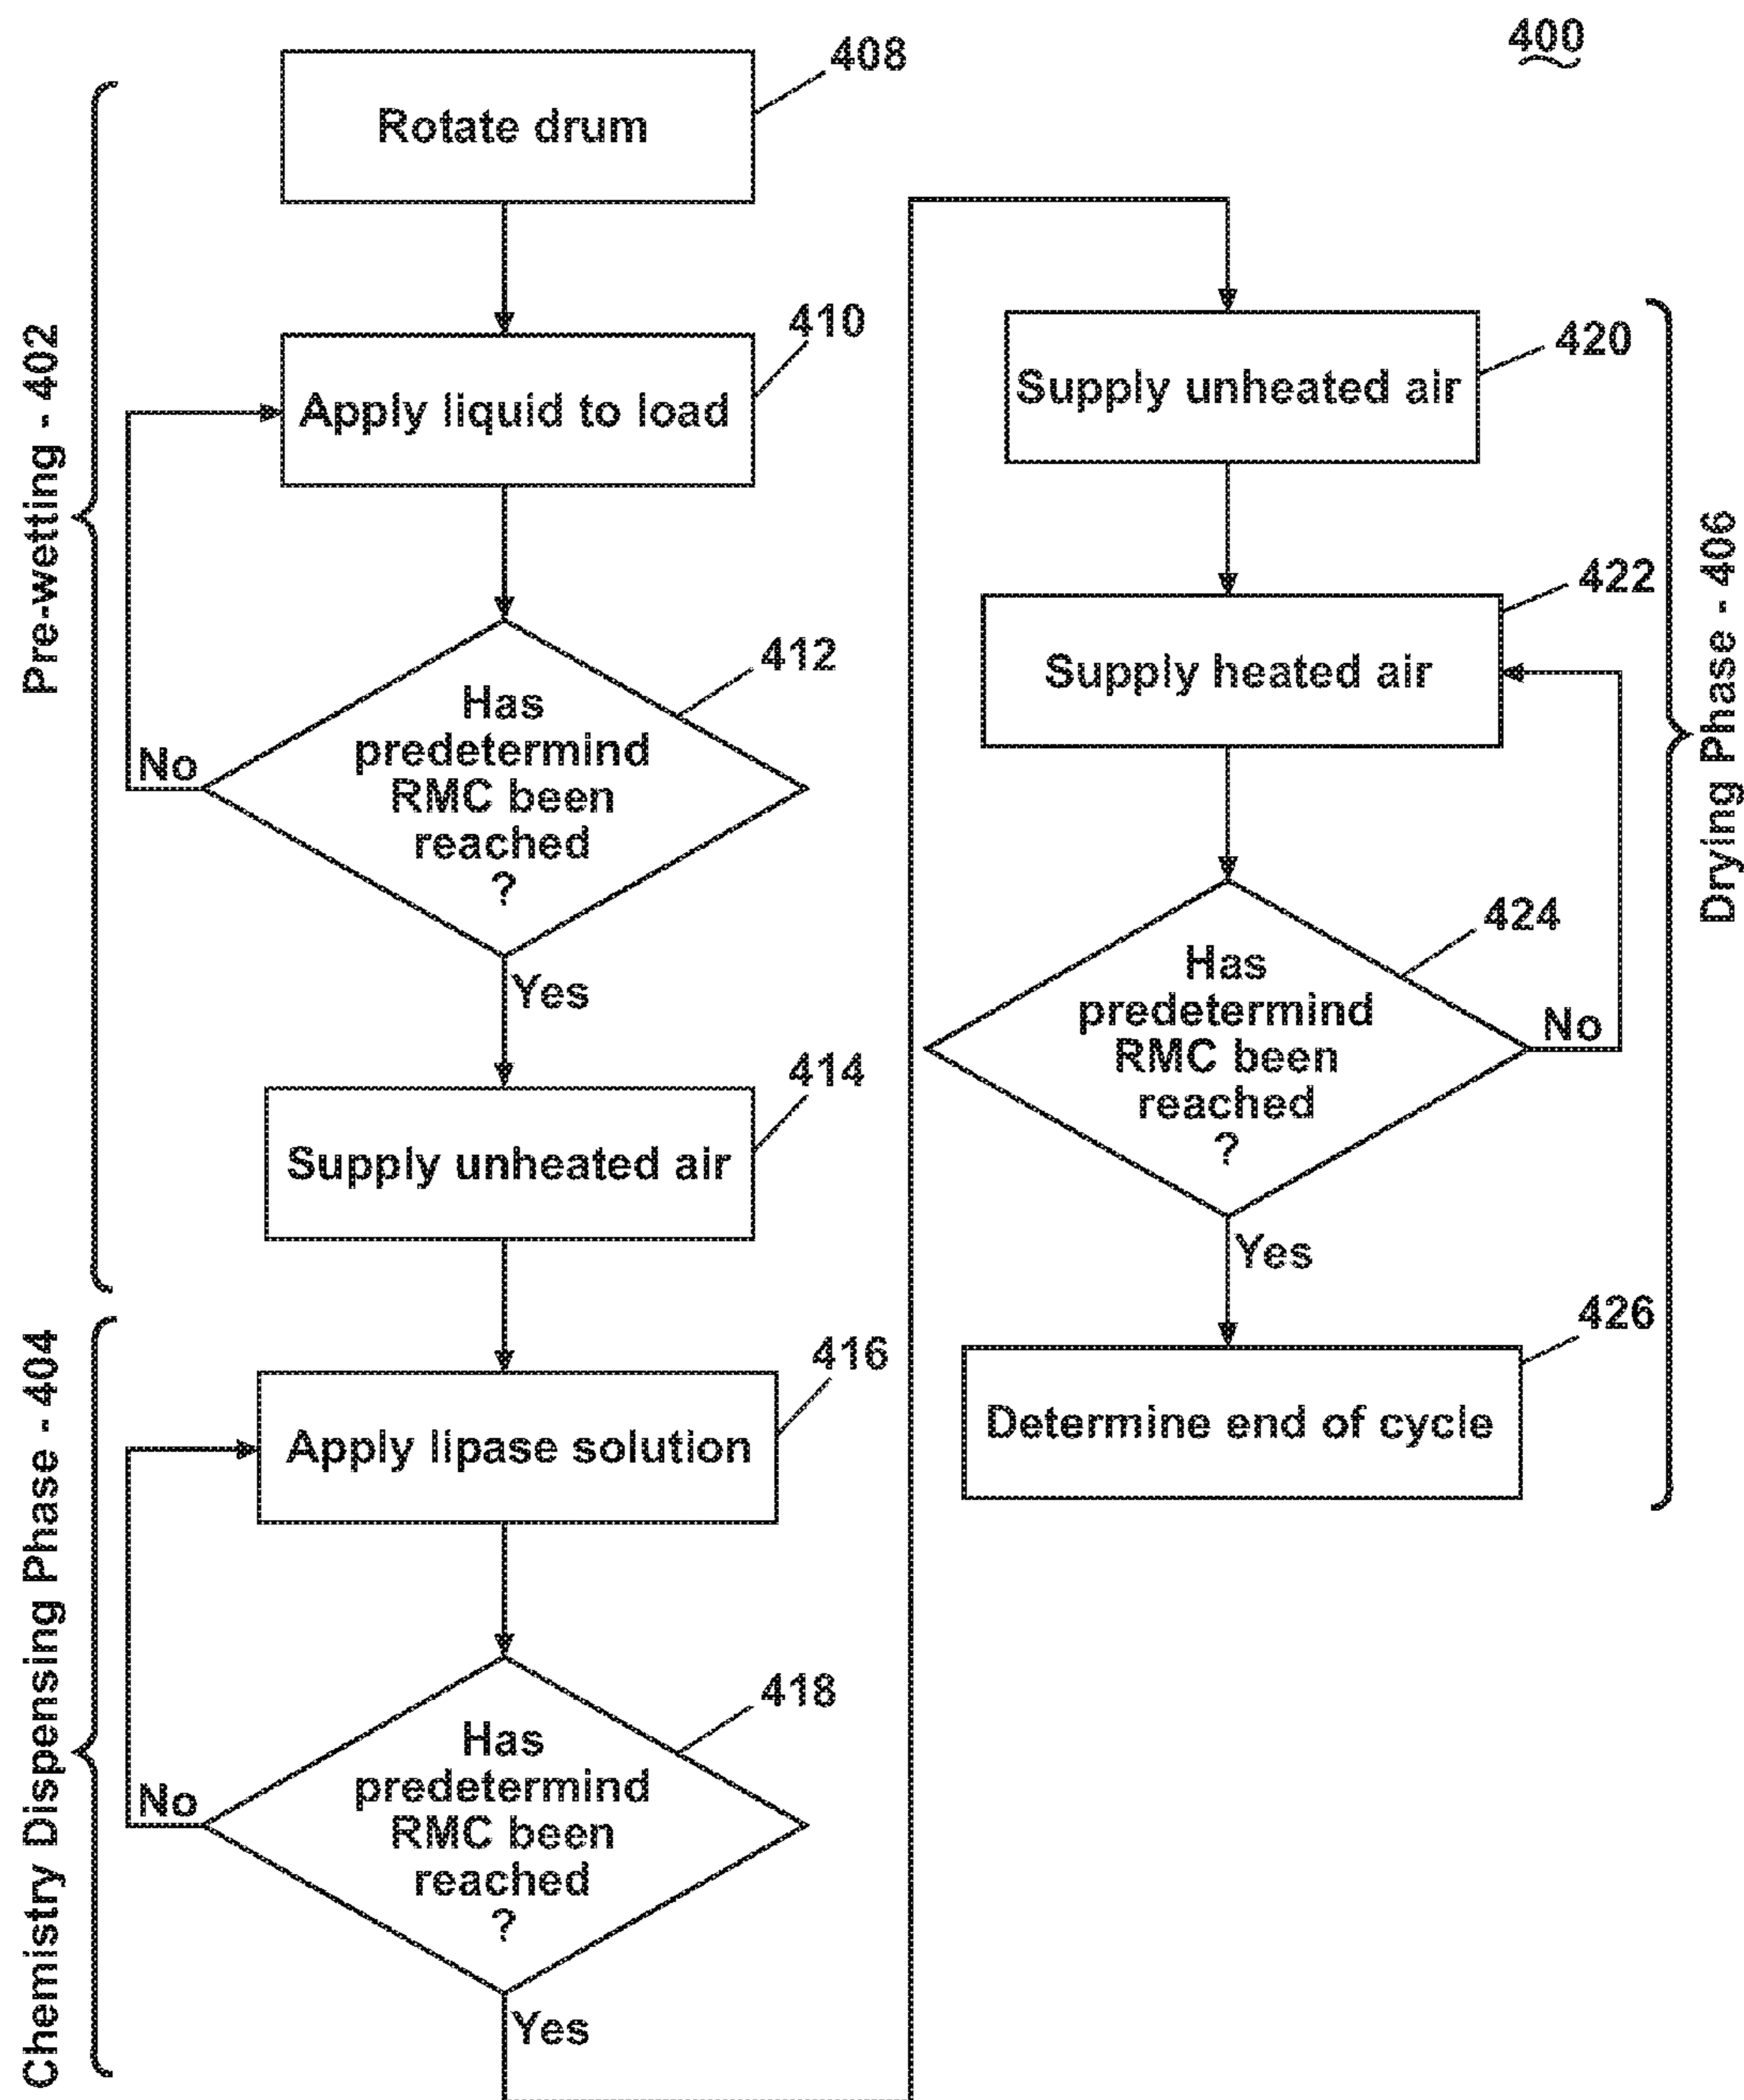 400
Pre-wetting - 402
408
Rotate drum
410
Apply liquid to load
412
Has
predetermind
RMC been
reached
?
No
Yes
414
Supply unheated air
Chemistry Dispensing Phase - 404
416
Apply lipase solution
418
Has
predetermind
RMC been
reached
?
No
Yes
Drying Phase - 406
420
Supply unheated air
422
Supply heated air
424
Has
predetermind
RMC been
reached
?
No
Yes
426
Determine end of cycle